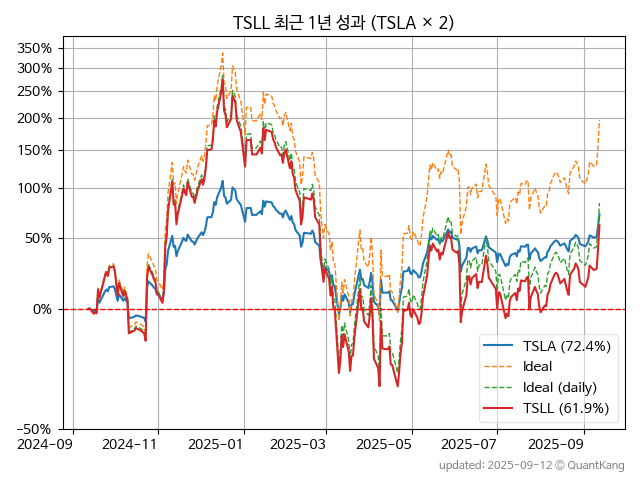 TSLL 최근 1년 성과 (TSLA × 2)
350%
300%
250%
200%
150%
100%
50%
0%
−50%
2024−09
2024−11
2025−01
2025−03
2025−05
2025−07
2025−09
TSLA (72.4%)
Ideal
Ideal (daily)
TSLL (61.9%)
updated: 2025-09-12 ⓒ QuantKang